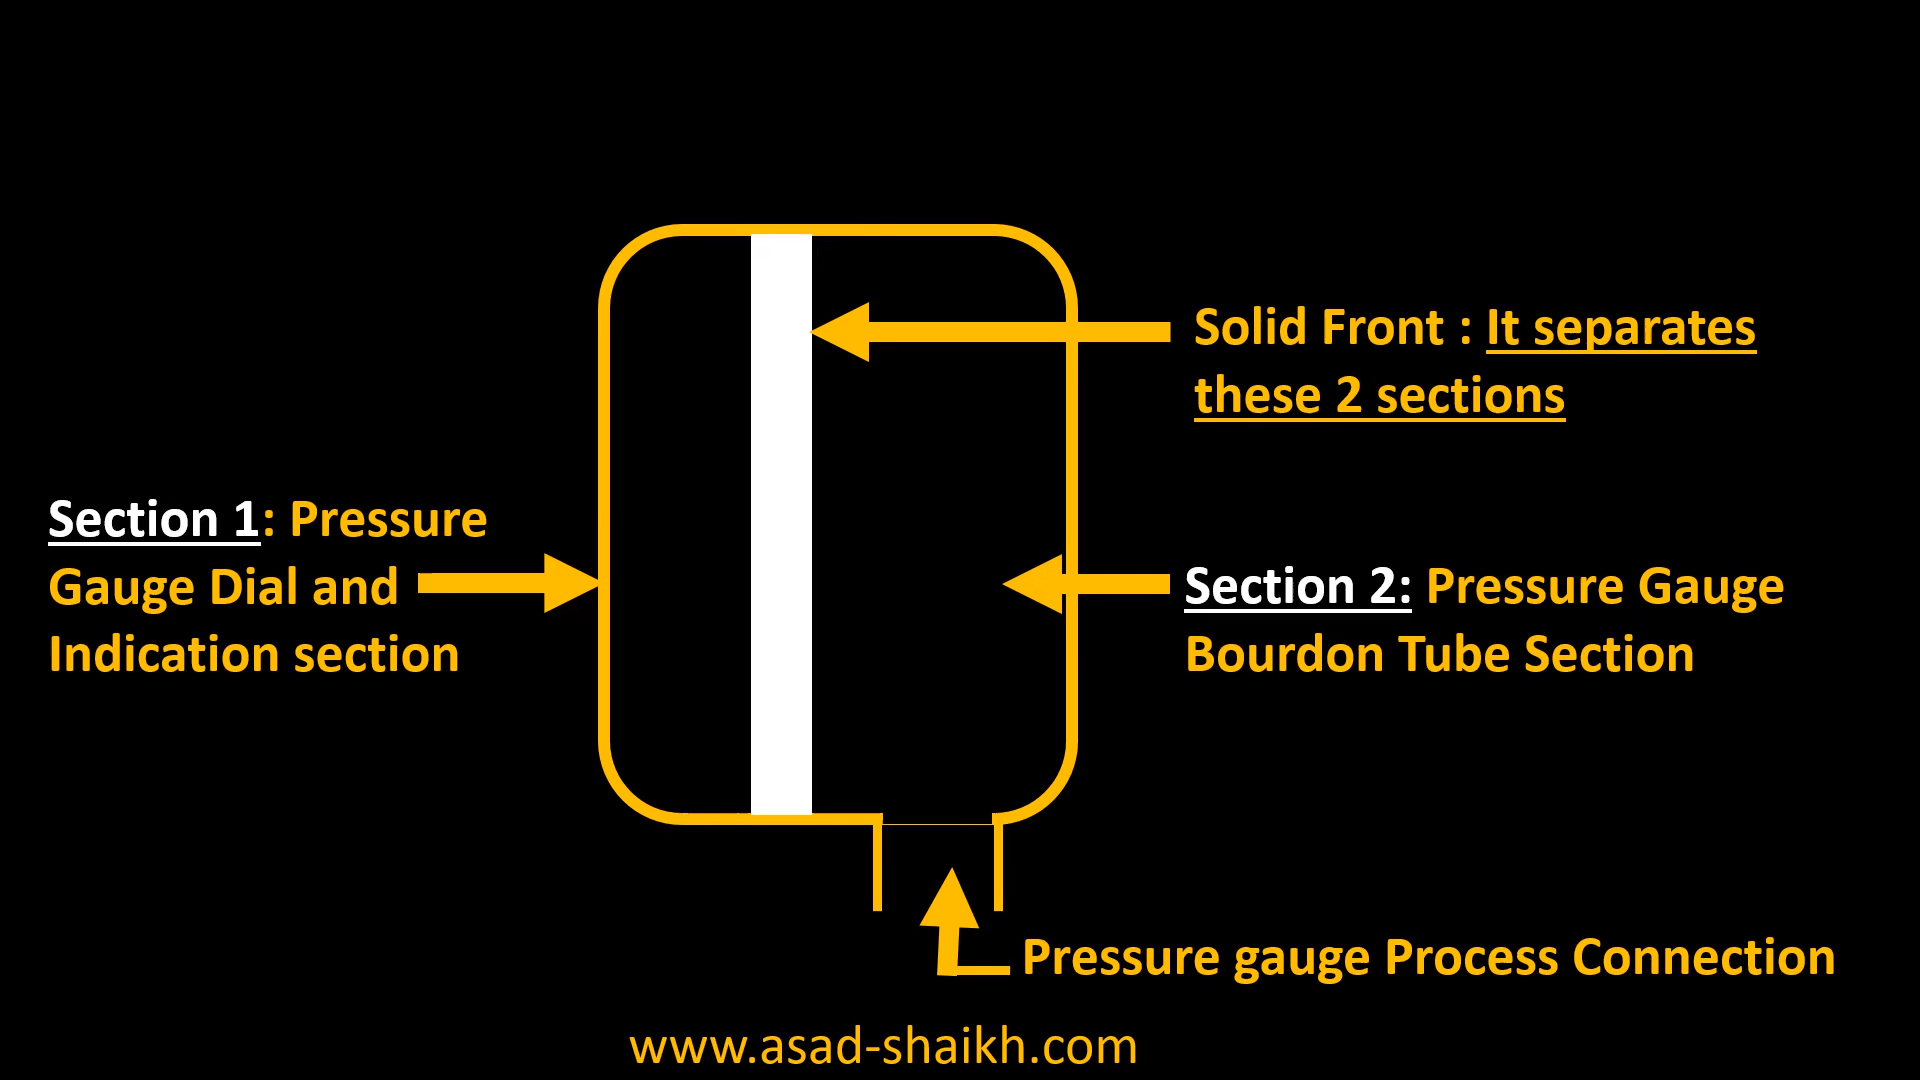 Solid Front : It separates
these 2 sections
Section 1: Pressure
Gauge Dial and
Indication section
Section 2: Pressure Gauge
Bourdon Tube Section
Pressure gauge Process Connection
www.asad-shaikh.com